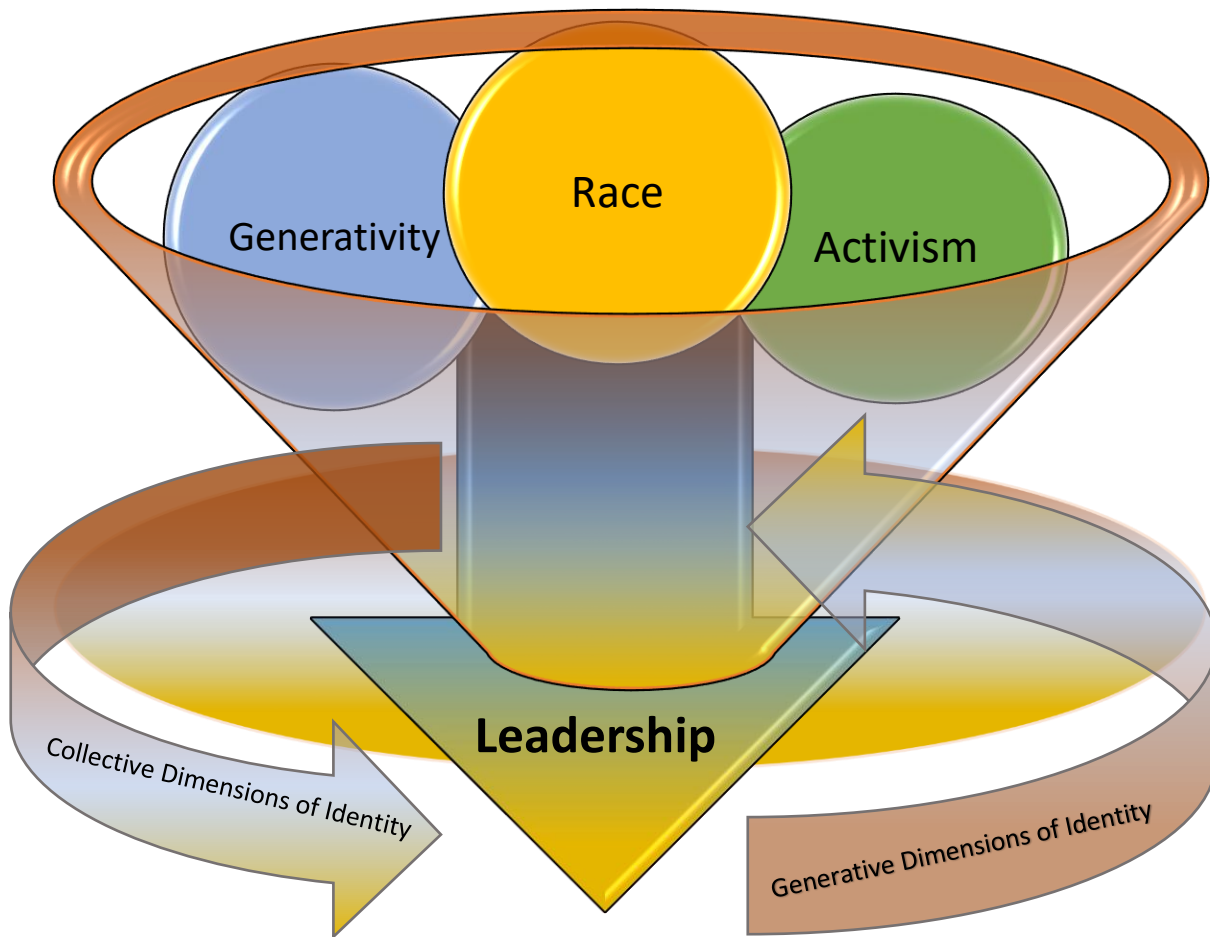 Race
Generativity
Activism
Leadership
Collective Dimensions of Identity
Generative Dimensions of Identity